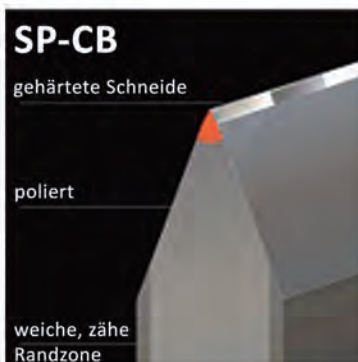 SP-CB
gehärtete Schneide
poliert
weiche, zähe
Randzone